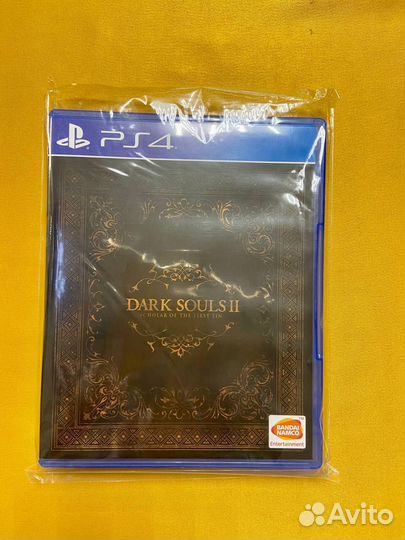 PS4
DARK SOULS II
SCHOLAR OF THE FIRST SIN
BANDAI
NAMCO
Entertainment
Avito